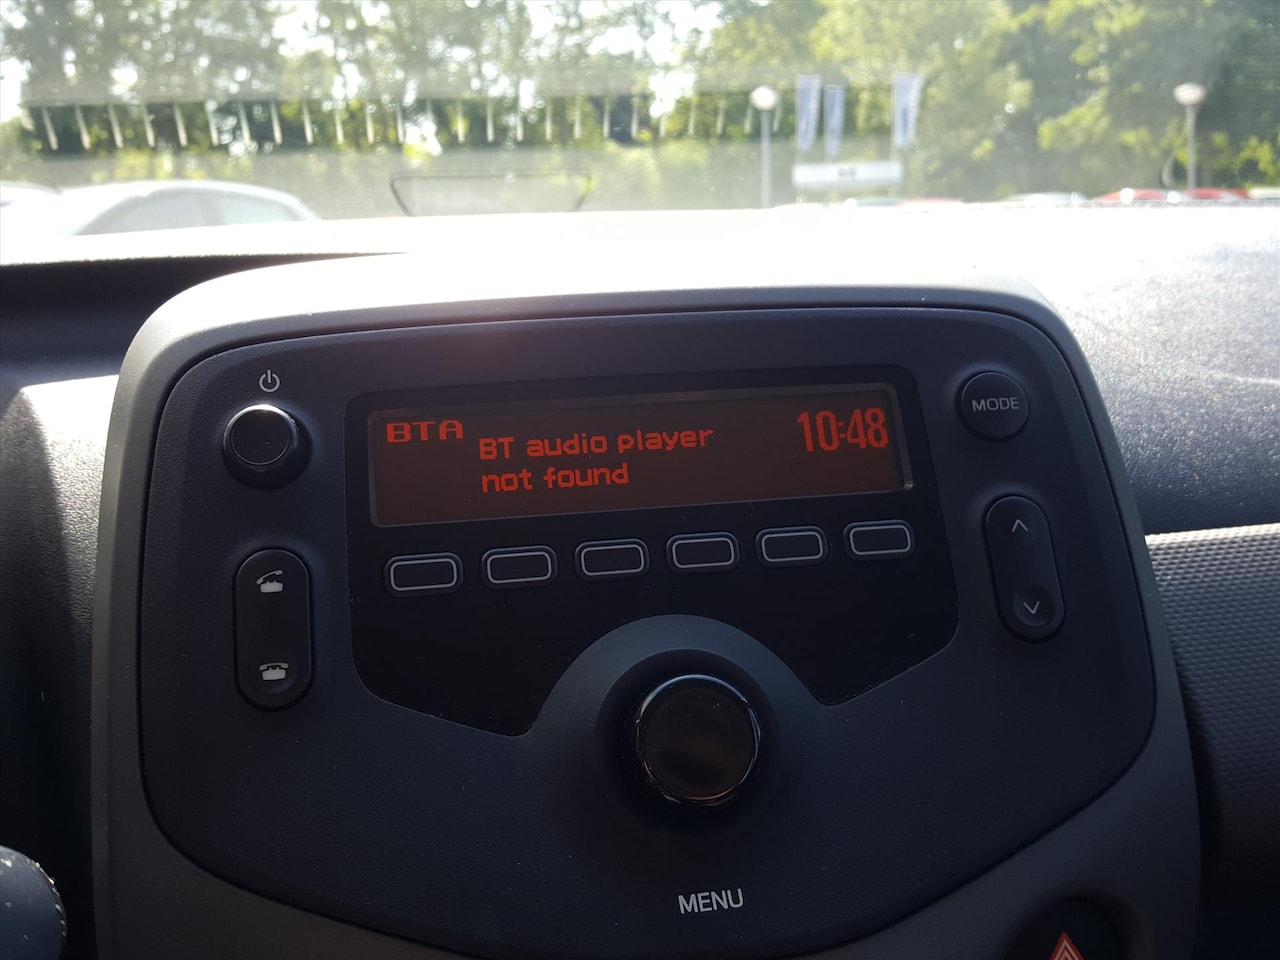 BTA
BT audio player
not found
10:48
MODE
MENU